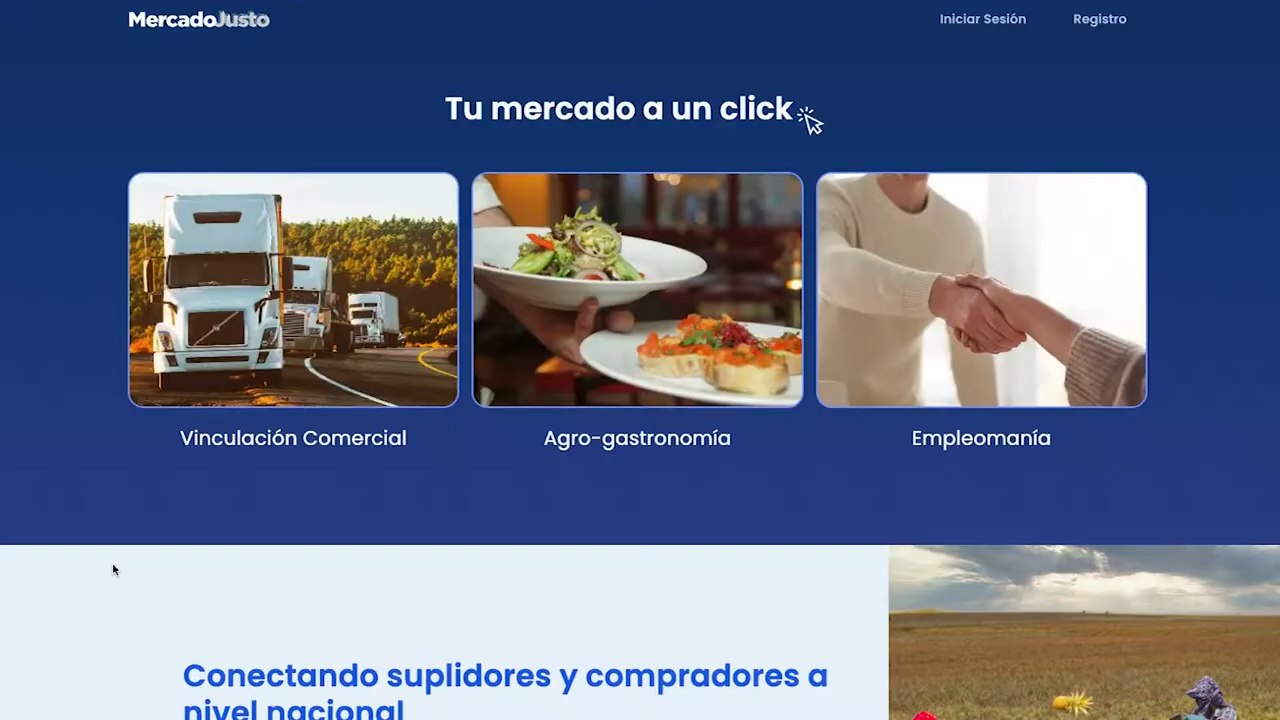 MercadoJusto
Iniciar Sesión
Registro
Tu mercado a un click
Vinculación Comercial
Agro-gastronomía
Empleomanía
Conectando suplidores y compradores a
nivel nacional